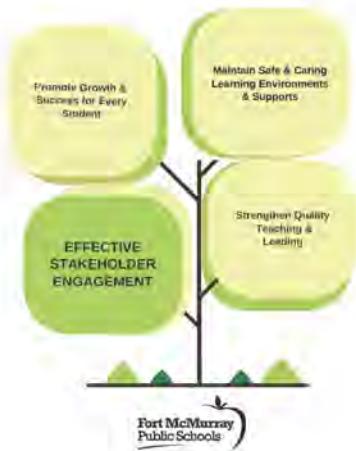 Promote Growth &
Success for Every
Student
Maintain Safe & Caring
Learning Environments
& Supports
EFFECTIVE
STAKEHOLDER
ENGAGEMENT
Strengthen Quality
Teaching &
Leading
Fort McMurray
Public Schools